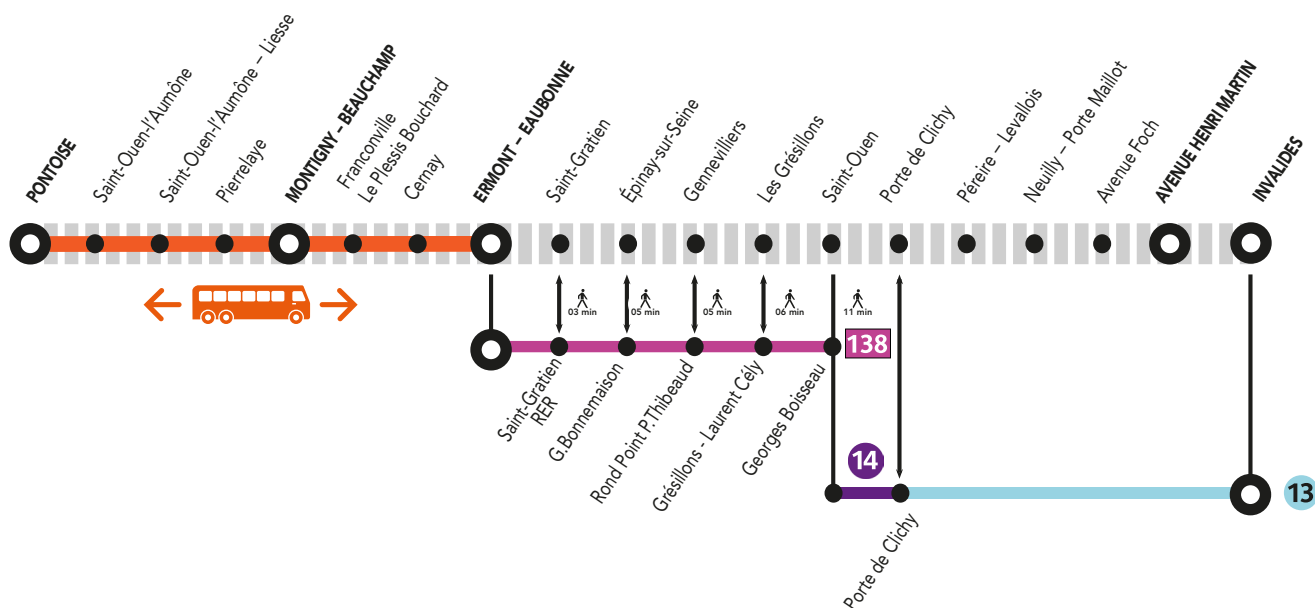 PONTOISE
Saint-Ouen-l'Aumône
Saint-Ouen-l'Aumône – Liesse
Pierrelaye
MONTIGNY – BEAUCHAMP
Franconville
Le Plessis Bouchard
Cernay
ERMONT – EAUBONNE
Saint-Gratien
Épinay-sur-Seine
Gennevilliers
Les Grésillons
Saint-Ouen
Porte de Clichy
Péreire – Levallois
Neuilly – Porte Maillot
Avenue Foch
AVENUE HENRI MARTIN
INVALIDES
03 min
05 min
05 min
06 min
11 min
138
Saint-Gratien
RER
G.Bonnemaison
Rond Point P.Thibeaud
Grésillons - Laurent Cély
Georges Boisseau
14
13
Porte de Clichy